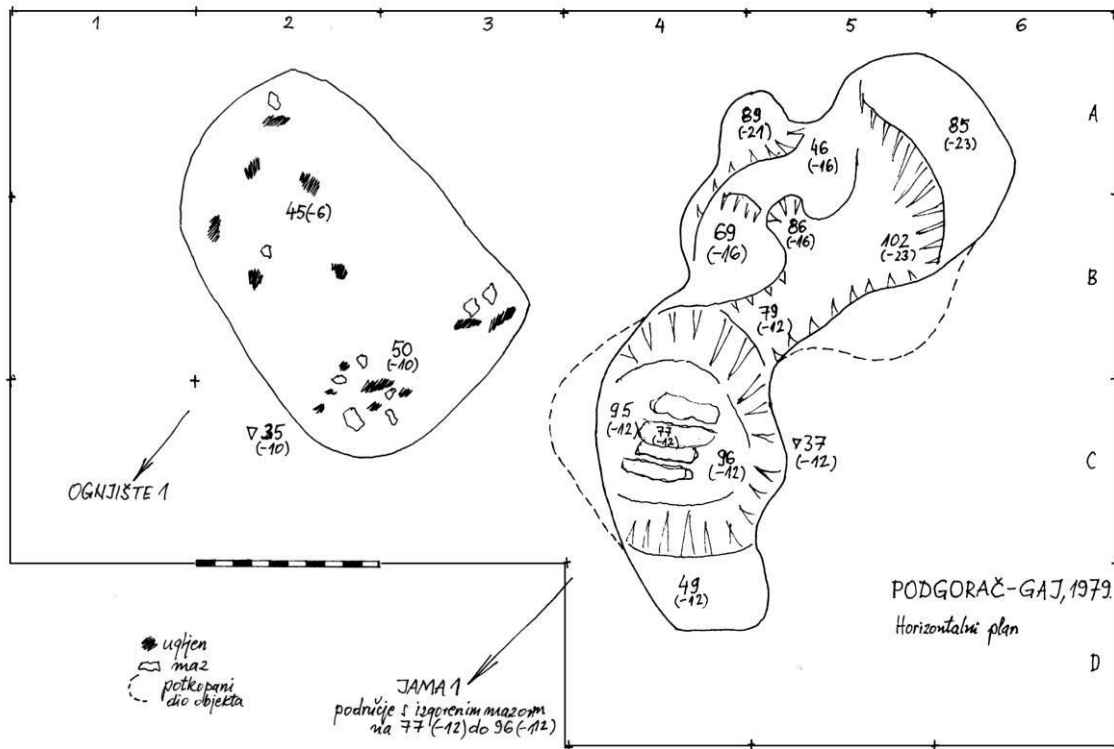 1 2 3 4 5 6
A
B
C
D
89
(-21)
46
(-16)
85
(-23)
45(-6)
69
(-16)
86
(-16)
102
(-23)
79
(-12)
50
(-10)
▽35
(-10)
95
(-12)
77
(-12)
96
(-12)
▽37
(-12)
49
(-12)
OGNJIŠTE 1
PODGORAČ-GAJ, 1979.
Horizontalni plan
ugljen
maz
potkopani
dio objekta
JAMA 1
područje s izgorenim mazom
na 77 (-12) do 96 (-12)